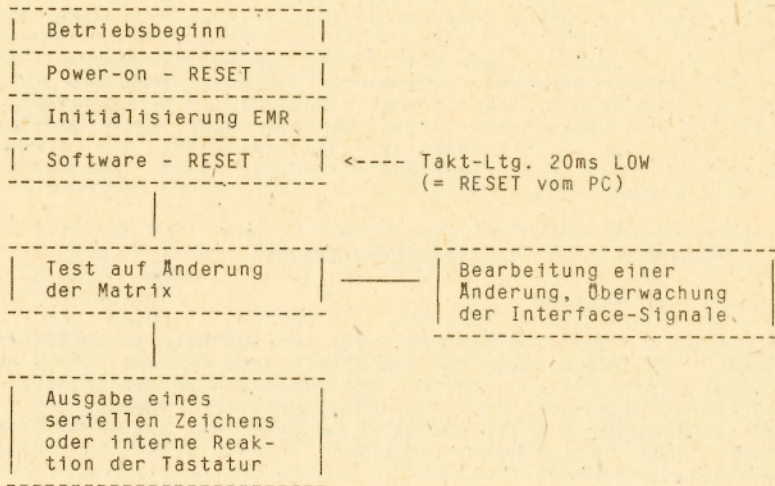 Betriebsbeginn
Power-on - RESET
Initialisierung EMR
Software - RESET <---- Takt-Ltg. 20ms LOW
(= RESET vom PC)
Test auf Änderung
der Matrix
Bearbeitung einer
Änderung, Überwachung
der Interface-Signale
Ausgabe eines
seriellen Zeichens
oder interne Reak-
tion der Tastatur